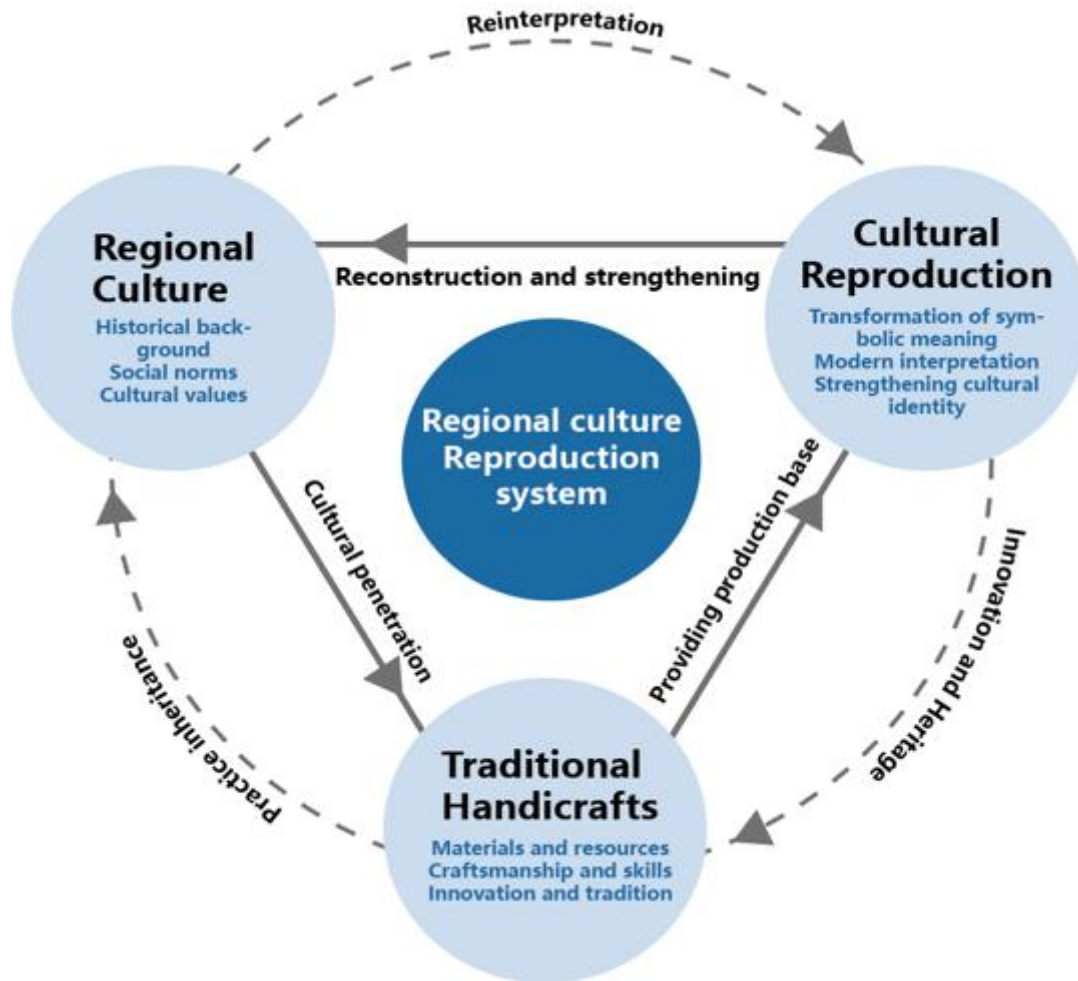 Reinterpretation
Regional
Culture
Historical back-
ground
Social norms
Cultural values
Reconstruction and strengthening
Cultural
Reproduction
Transformation of sym-
bolic meaning
Modern interpretation
Strengthening cultural
identity
Regional culture
Reproduction
system
Cultural penetration
Providing production base
Practice inheritance
Innovation and Heritage
Traditional
Handicrafts
Materials and resources
Craftsmanship and skills
Innovation and tradition